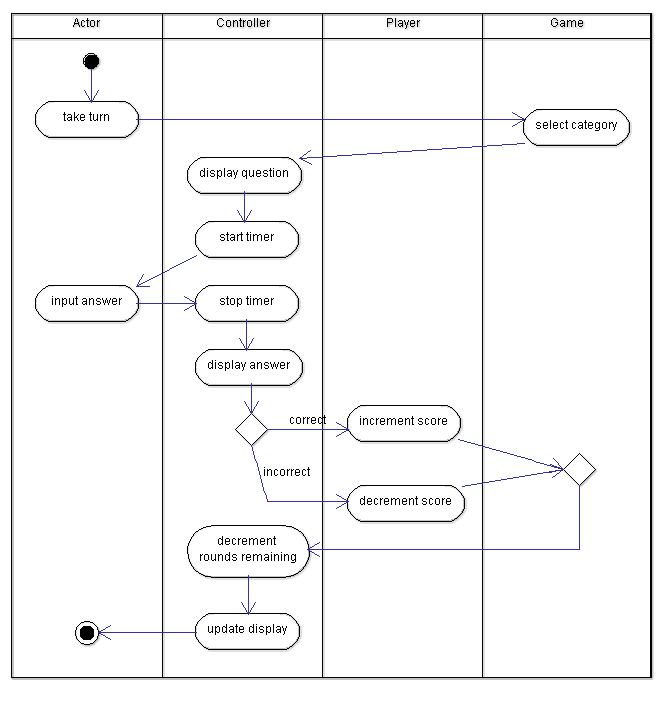 Actor
Controller
Player
Game
take turn
select category
display question
start timer
input answer
stop timer
display answer
correct
increment score
incorrect
decrement score
decrement
rounds remaining
update display